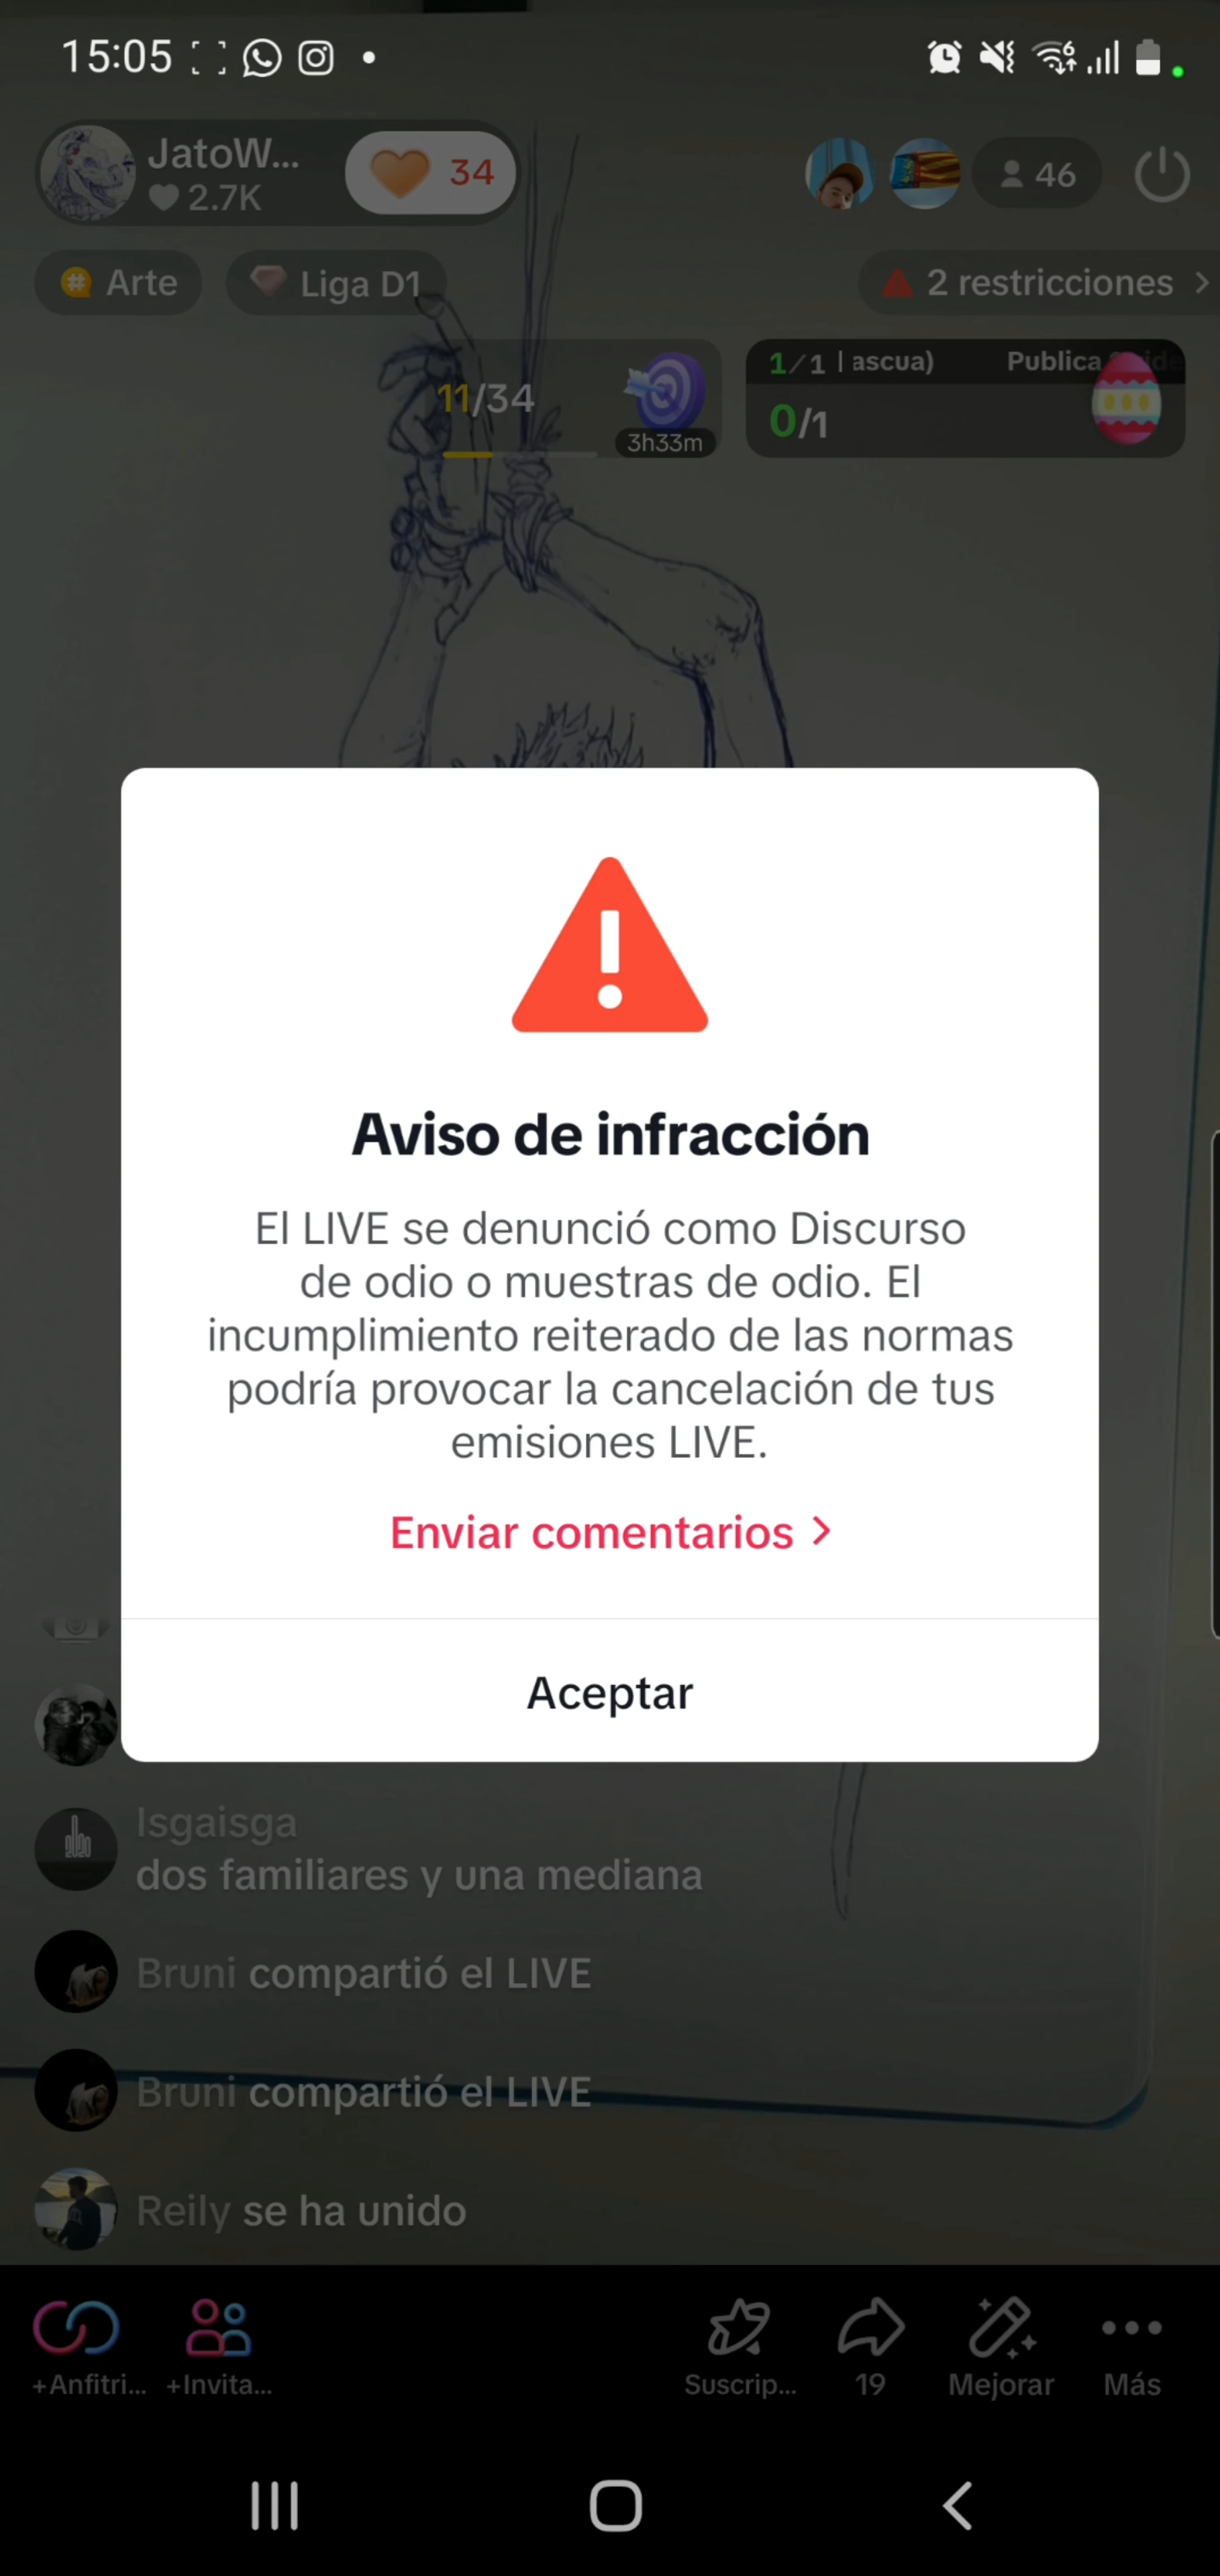 15:05
JatoW...
34
2.7K
46
Arte
Liga D1
2 restricciones
11/34
3h33m
1/1 | ascua)
Publica
0/1
Aviso de infracción
El LIVE se denunció como Discurso
de odio o muestras de odio. El
incumplimiento reiterado de las normas
podría provocar la cancelación de tus
emisiones LIVE.
Enviar comentarios
Aceptar
Isgaisga
dos familiares y una mediana
Bruni compartió el LIVE
Bruni compartió el LIVE
Reily se ha unido
+Anfitri...
+Invita...
Suscrip...
19
Mejorar
Más